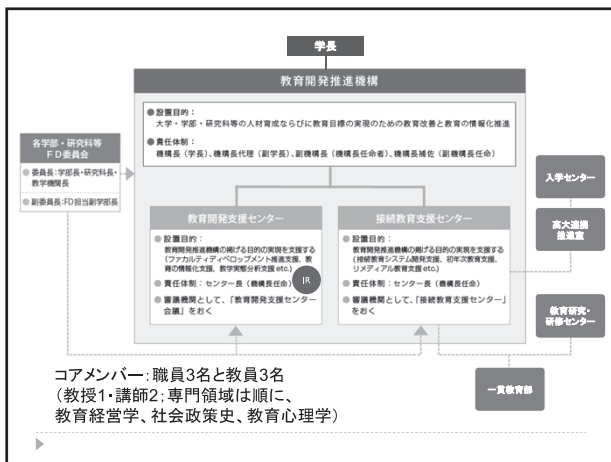 学長
教育開発推進機構
●設置目的：
大学・学部・研究科等の人材育成ならびに教育目標の実現のための教育改善と教育の情報化推進
●責任体制：
機構長（学長）、機構長代理（副学長）、副機構長（機構長任命者）、機構長補佐（副機構長任命）
各学部・研究科等
ＦＤ委員会
●委員長：学部長・研究科長・
教学機関長
●副委員長：FD担当副学部長
教育開発支援センター
●設置目的：
教育開発推進機構の掲げる目的の実現を支援する
（ファカルティディベロップメント推進支援、教
育の情報化支援、教学実態分析支援 etc.）
IR
●責任体制：センター長（機構長任命）
●審議機関として、「教育開発支援センター
会議」をおく
接続教育支援センター
●設置目的：
教育開発推進機構の掲げる目的の実現を支援する
（接続教育システム開発支援、初年次教育支援、
リメディアル教育支援 etc.）
●責任体制：センター長（機構長任命）
●審議機関として、「接続教育支援センター」
をおく
入学センター
高大連携
推進室
教育研究・
研修センター
一貫教育部
コアメンバー：職員3名と教員3名
（教授1・講師2；専門領域は順に、
教育経営学、社会政策史、教育心理学）